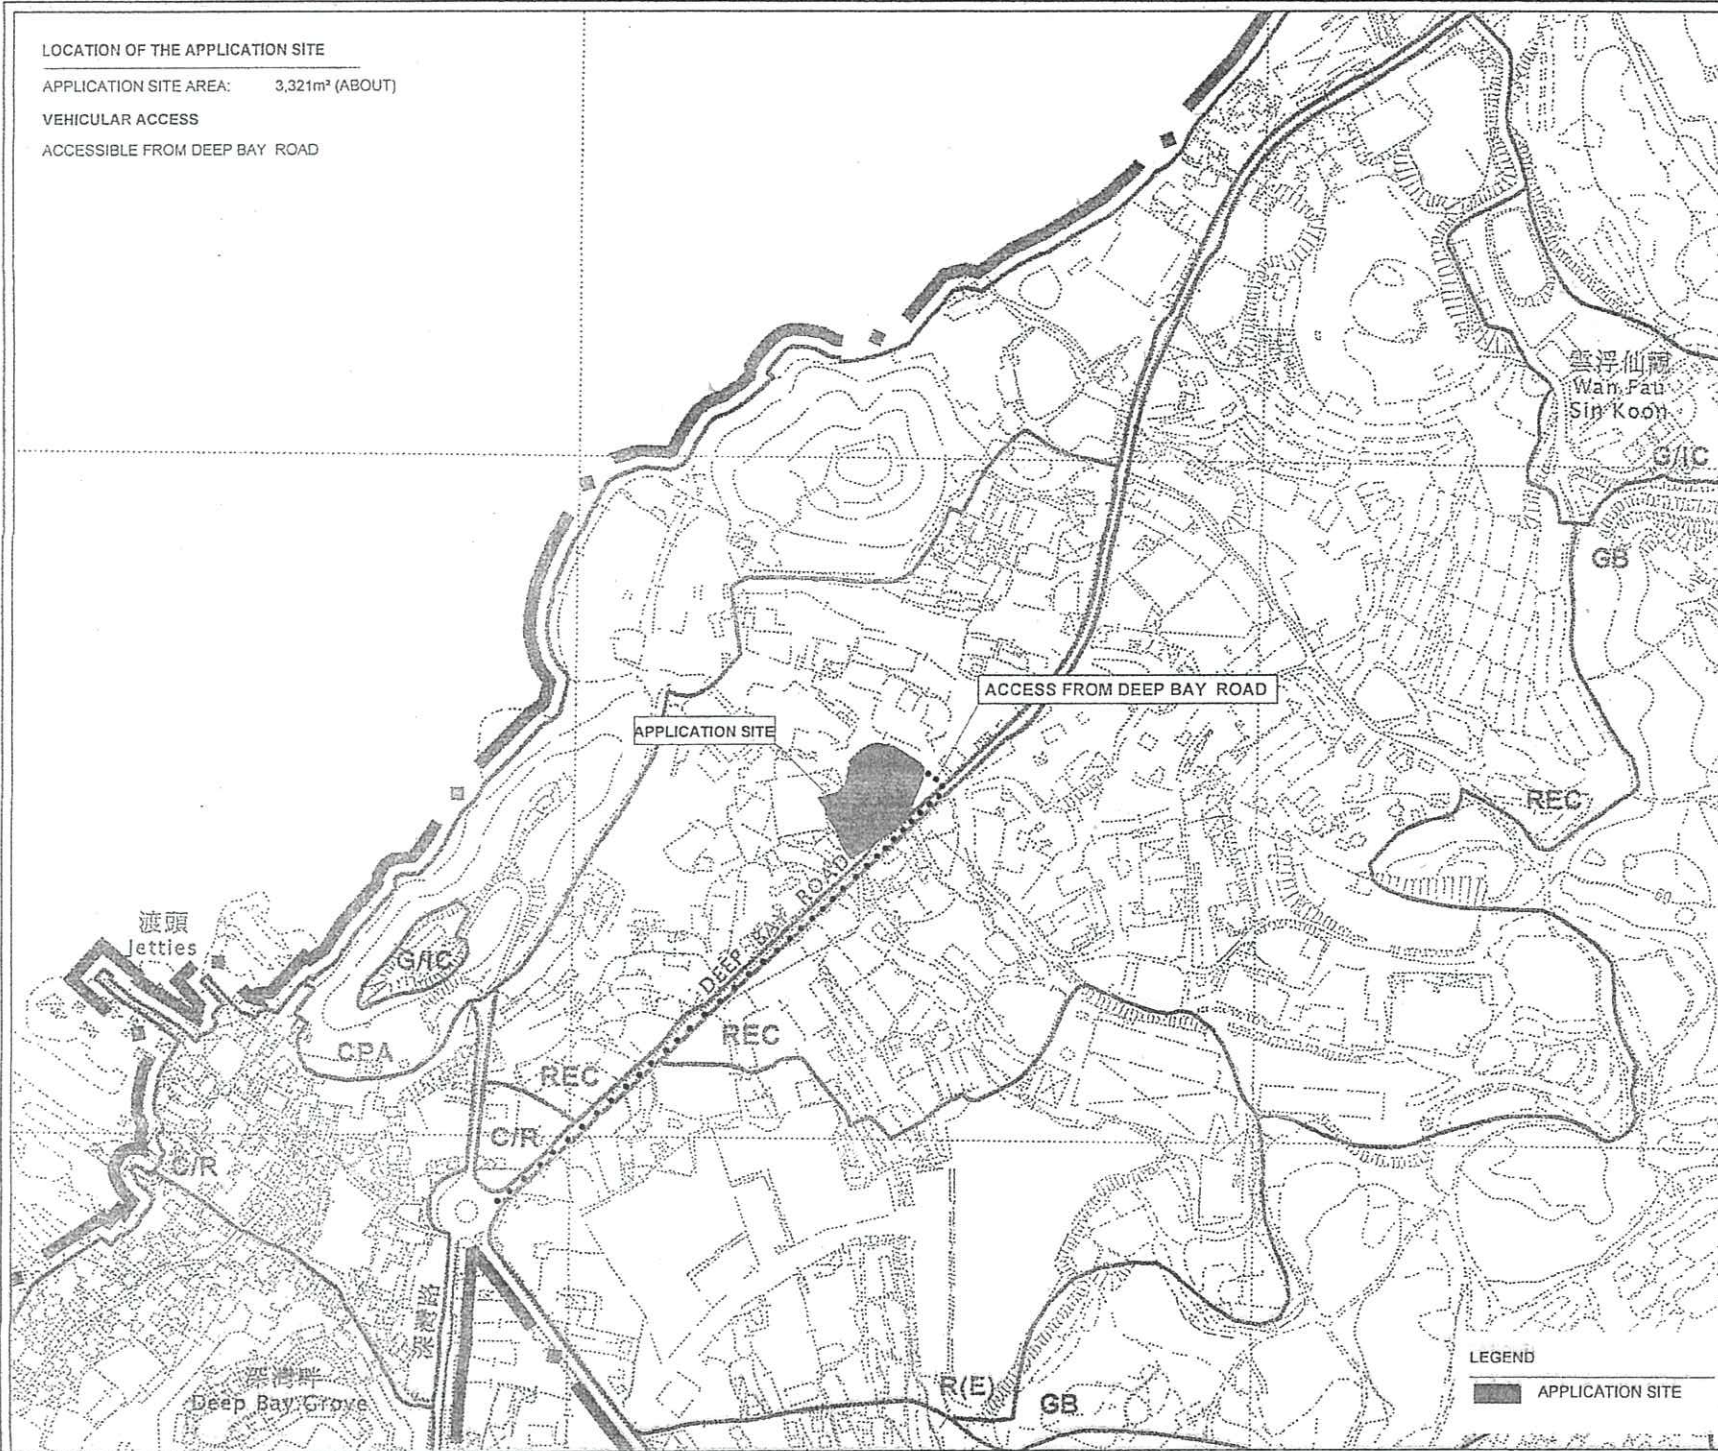 LOCATION OF THE APPLICATION SITE
APPLICATION SITE AREA: 3,321m² (ABOUT)
VEHICULAR ACCESS
ACCESSIBLE FROM DEEP BAY ROAD
雲浮仙觀
Wan Fau
Sin Koon
G/IC
GB
ACCESS FROM DEEP BAY ROAD
APPLICATION SITE
REC
DEEP BAY ROAD
渡頭
Jetties
G/IC
CPA
REC
REC
C/R
C/R
深灣路
深灣畔
Deep Bay Grove
R(E)
GB
60
LEGEND
APPLICATION SITE